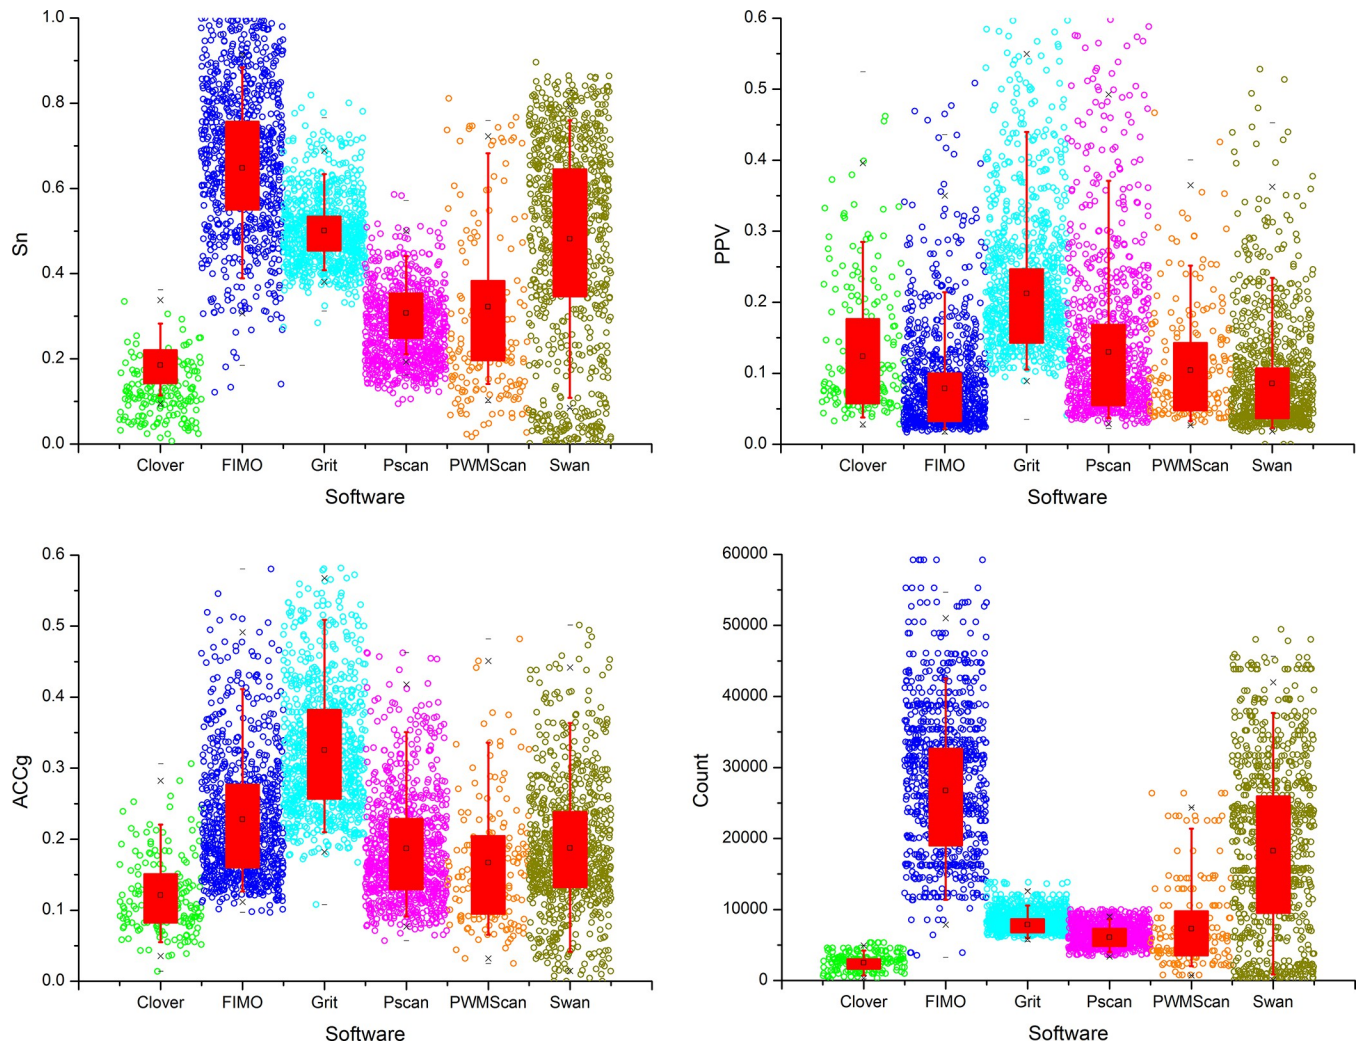 1.0
0.8
0.6
0.4
0.2
0.0
Sn
Clover FIMO Grit Pscan PWMScan Swan
Software
0.6
0.5
0.4
0.3
0.2
0.1
0.0
PPV
Clover FIMO Grit Pscan PWMScan Swan
Software
0.6
0.5
0.4
0.3
0.2
0.1
0.0
ACCg
Clover FIMO Grit Pscan PWMScan Swan
Software
60000
50000
40000
30000
20000
10000
0
Count
Clover FIMO Grit Pscan PWMScan Swan
Software